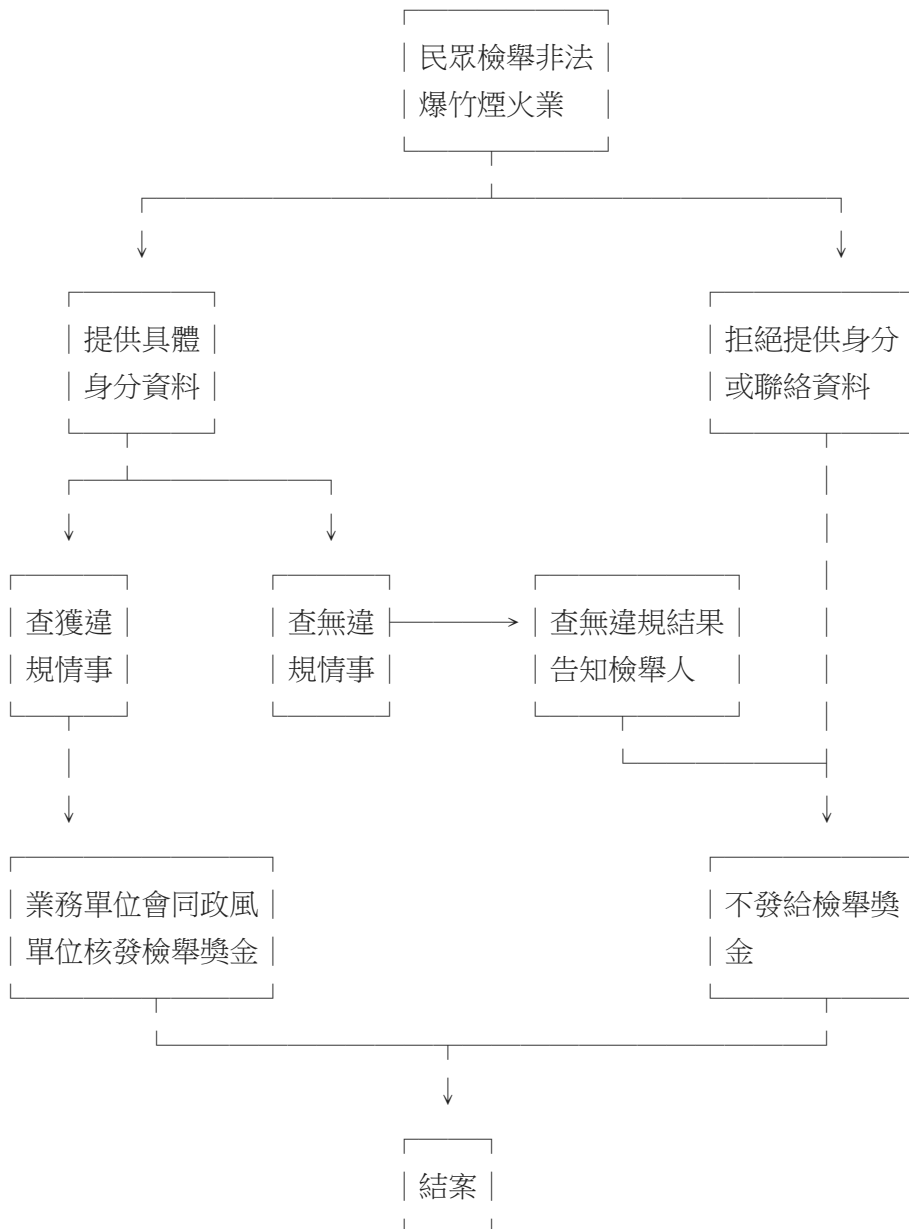 民眾檢舉非法
爆竹煙火業
提供具體
身分資料
拒絕提供身分
或聯絡資料
查獲違
規情事
查無違
規情事
查無違規結果
告知檢舉人
業務單位會同政風
單位核發檢舉獎金
不發給檢舉獎
金
結案